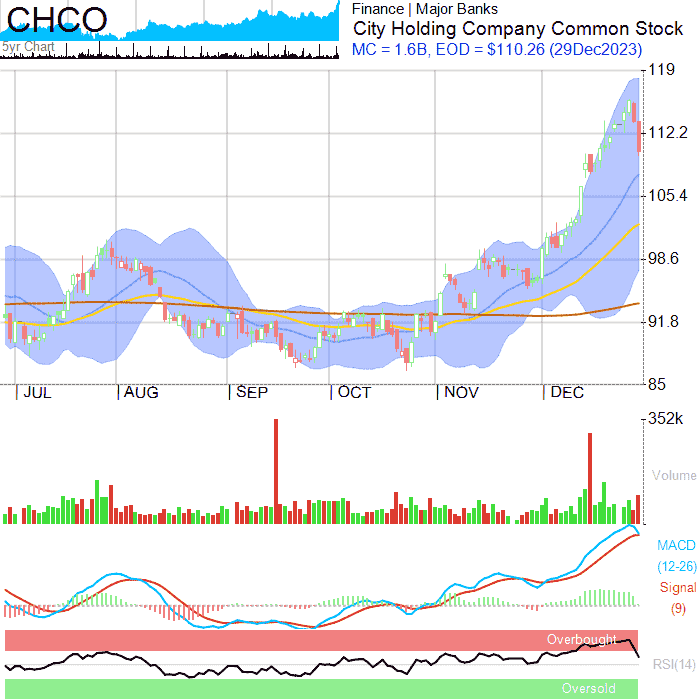 CHCO
5yr Chart
Finance | Major Banks
City Holding Company Common Stock
MC = 1.6B, EOD = $110.26 (29Dec2023)
119
112.2
105.4
98.6
91.8
85
JUL AUG SEP OCT NOV DEC
352k
Volume
MACD
(12-26)
Signal
(9)
Overbought
RSI(14)
Oversold